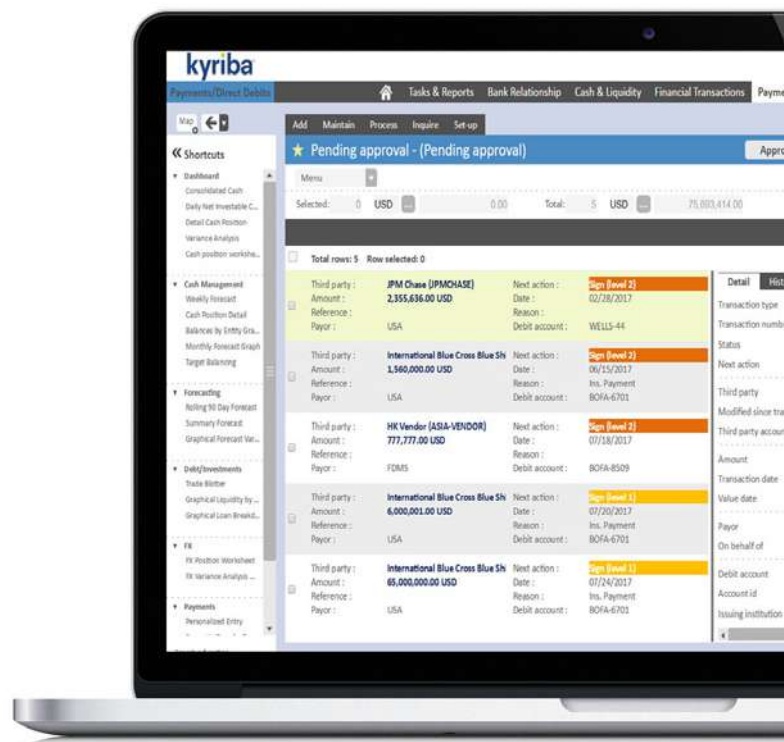 kyriba
Payments/Direct Debits
Tasks & Reports Bank Relationship Cash & Liquidity Financial Transactions Payme
Map
Add Maintain Process Inquire Set-up
Shortcuts
Pending approval - (Pending approval)
Appro
Menu
Selected: 0 USD 0.00 Total: 5 USD 75,693,414.00
Total rows: 5 Row selected: 0
Dashboard
Consolidated Cash
Daily Net Investable C...
Detail Cash Position
Variance Analysis
Cash position workshe...
Cash Management
Weekly Forecast
Cash Position Detail
Balances by Entity Gra...
Monthly Forecast Graph
Target Balancing
Forecasting
Rolling 90 Day Forecast
Summary Forecast
Graphical Forecast Var...
Debt/Investments
Trade Blotter
Graphical Liquidity by ...
Graphical Loan Breakd...
FX
FX Position Worksheet
FX Variance Analysis ...
Payments
Personalized Entry
Third party : JPM Chase (JPMCHASE) Next action : Sign (level 2)
Amount : 2,355,636.00 USD Date : 02/28/2017
Reference : Reason :
Payor : USA Debit account : WELLS-44
Third party : International Blue Cross Blue Shi Next action : Sign (level 2)
Amount : 1,560,000.00 USD Date : 06/15/2017
Reference : Reason : Ins. Payment
Payor : USA Debit account : BOFA-6701
Third party : HK Vendor (ASIA-VENDOR) Next action : Sign (level 2)
Amount : 777,777.00 USD Date : 07/18/2017
Reference : Reason :
Payor : FDMS Debit account : BOFA-8509
Third party : International Blue Cross Blue Shi Next action : Sign (level 1)
Amount : 6,000,001.00 USD Date : 07/20/2017
Reference : Reason : Ins. Payment
Payor : USA Debit account : BOFA-6701
Third party : International Blue Cross Blue Shi Next action : Sign (level 1)
Amount : 65,000,000.00 USD Date : 07/24/2017
Reference : Reason : Ins. Payment
Payor : USA Debit account : BOFA-6701
Detail Hist
Transaction type
Transaction numb
Status
Next action
Third party
Modified since tra
Third party accoun
Amount
Transaction date
Value date
Payor
On behalf of
Debit account
Account id
Issuing institution